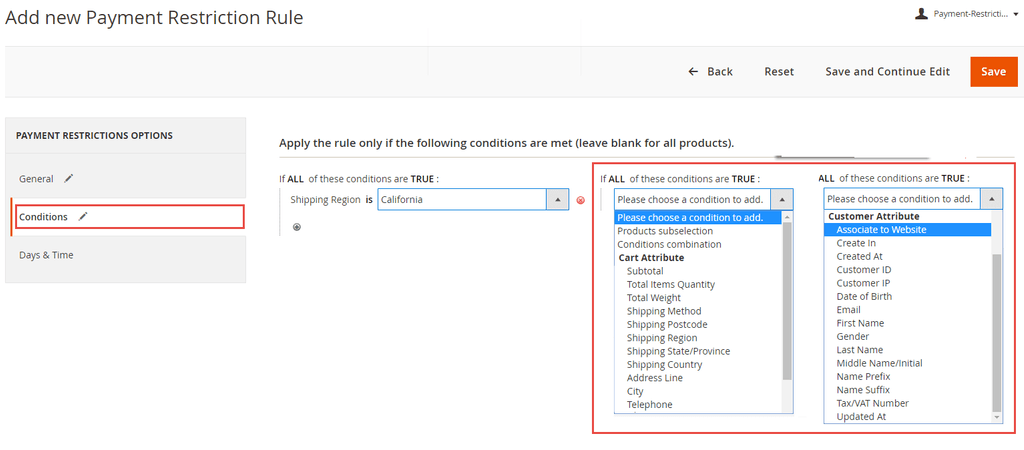 Add new Payment Restriction Rule
Payment-Restricti...
Back
Reset
Save and Continue Edit
Save
PAYMENT RESTRICTIONS OPTIONS
General
Conditions
Days & Time
Apply the rule only if the following conditions are met (leave blank for all products).
If ALL of these conditions are TRUE :
Shipping Region is California
If ALL of these conditions are TRUE :
Please choose a condition to add.
Please choose a condition to add.
Products subselection
Conditions combination
Cart Attribute
Subtotal
Total Items Quantity
Total Weight
Shipping Method
Shipping Postcode
Shipping Region
Shipping State/Province
Shipping Country
Address Line
City
Telephone
ALL of these conditions are TRUE :
Please choose a condition to add.
Customer Attribute
Associate to Website
Create In
Created At
Customer ID
Customer IP
Date of Birth
Email
First Name
Gender
Last Name
Middle Name/Initial
Name Prefix
Name Suffix
Tax/VAT Number
Updated At